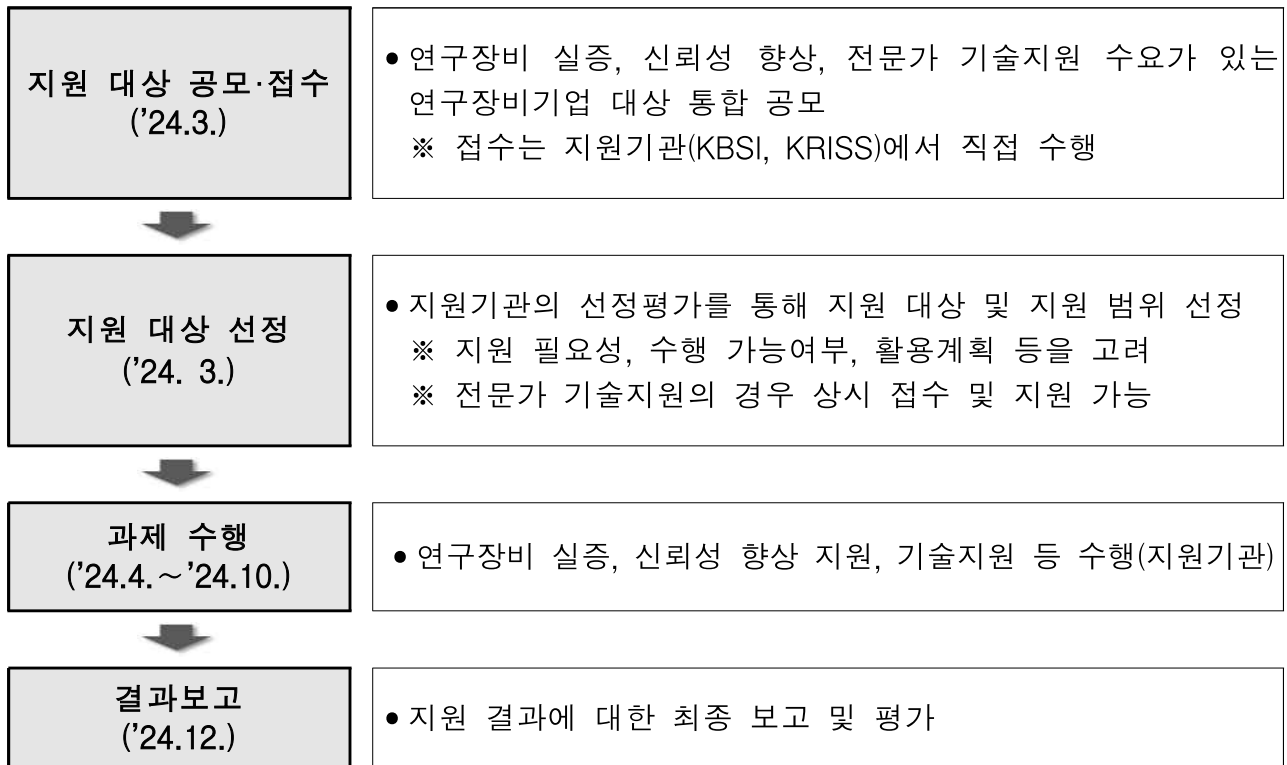 지원 대상 공모·접수
('24.3.)
• 연구장비 실증, 신뢰성 향상, 전문가 기술지원 수요가 있는
연구장비기업 대상 통합 공모
※ 접수는 지원기관(KBSI, KRISS)에서 직접 수행
지원 대상 선정
('24. 3.)
• 지원기관의 선정평가를 통해 지원 대상 및 지원 범위 선정
※ 지원 필요성, 수행 가능여부, 활용계획 등을 고려
※ 전문가 기술지원의 경우 상시 접수 및 지원 가능
과제 수행
('24.4.~'24.10.)
• 연구장비 실증, 신뢰성 향상 지원, 기술지원 등 수행(지원기관)
결과보고
('24.12.)
• 지원 결과에 대한 최종 보고 및 평가